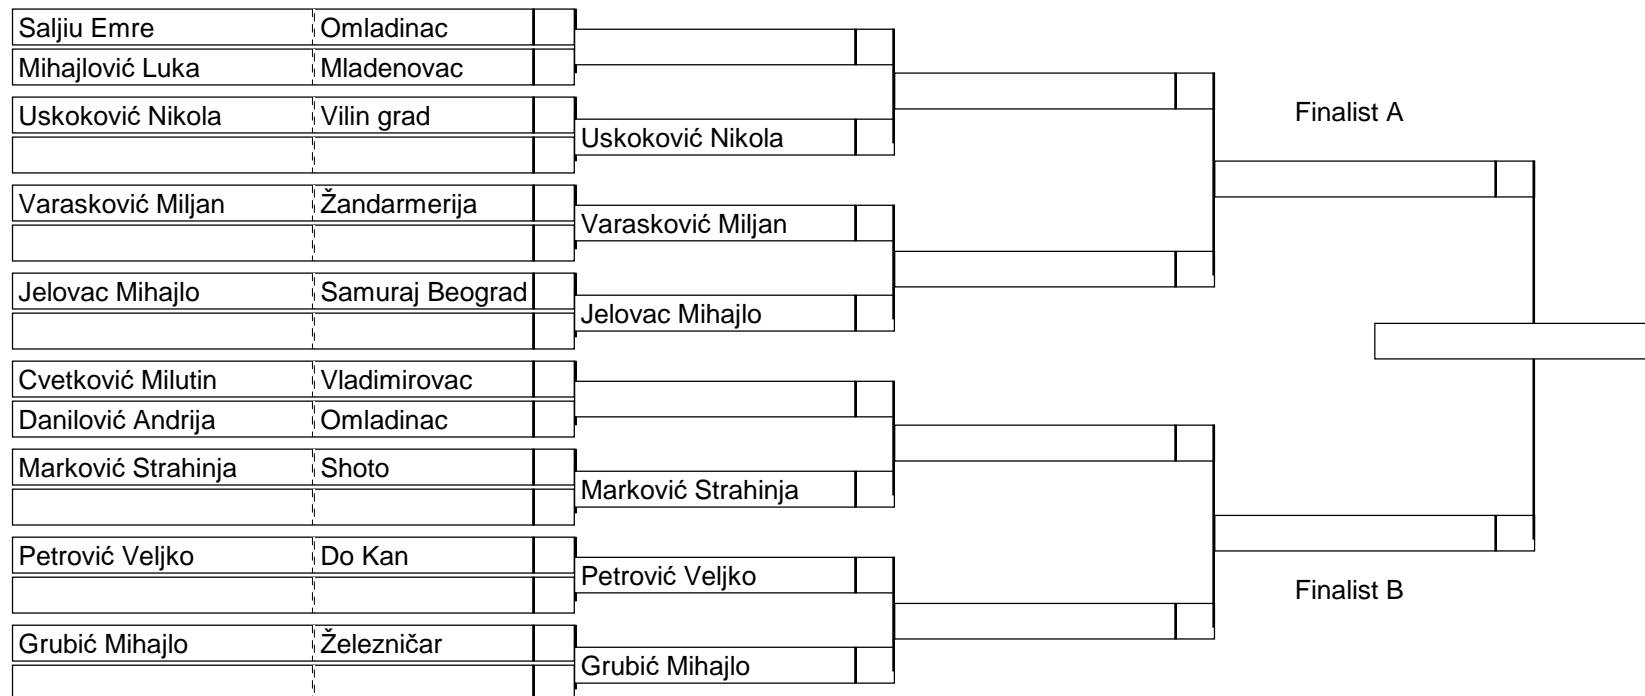 Saljiu Emre Omladinac
Mihajlović Luka Mladenovac
Uskoković Nikola Vilin grad
Finalist A
Uskoković Nikola
Varasković Miljan Žandarmerija
Varasković Miljan
Jelovac Mihajlo Samuraj Beograd
Jelovac Mihajlo
Cvetković Milutin Vladimirovac
Danilović Andrija Omladinac
Marković Strahinja Shoto
Marković Strahinja
Petrović Veljko Do Kan
Petrović Veljko
Finalist B
Grubić Mihajlo Železničar
Grubić Mihajlo